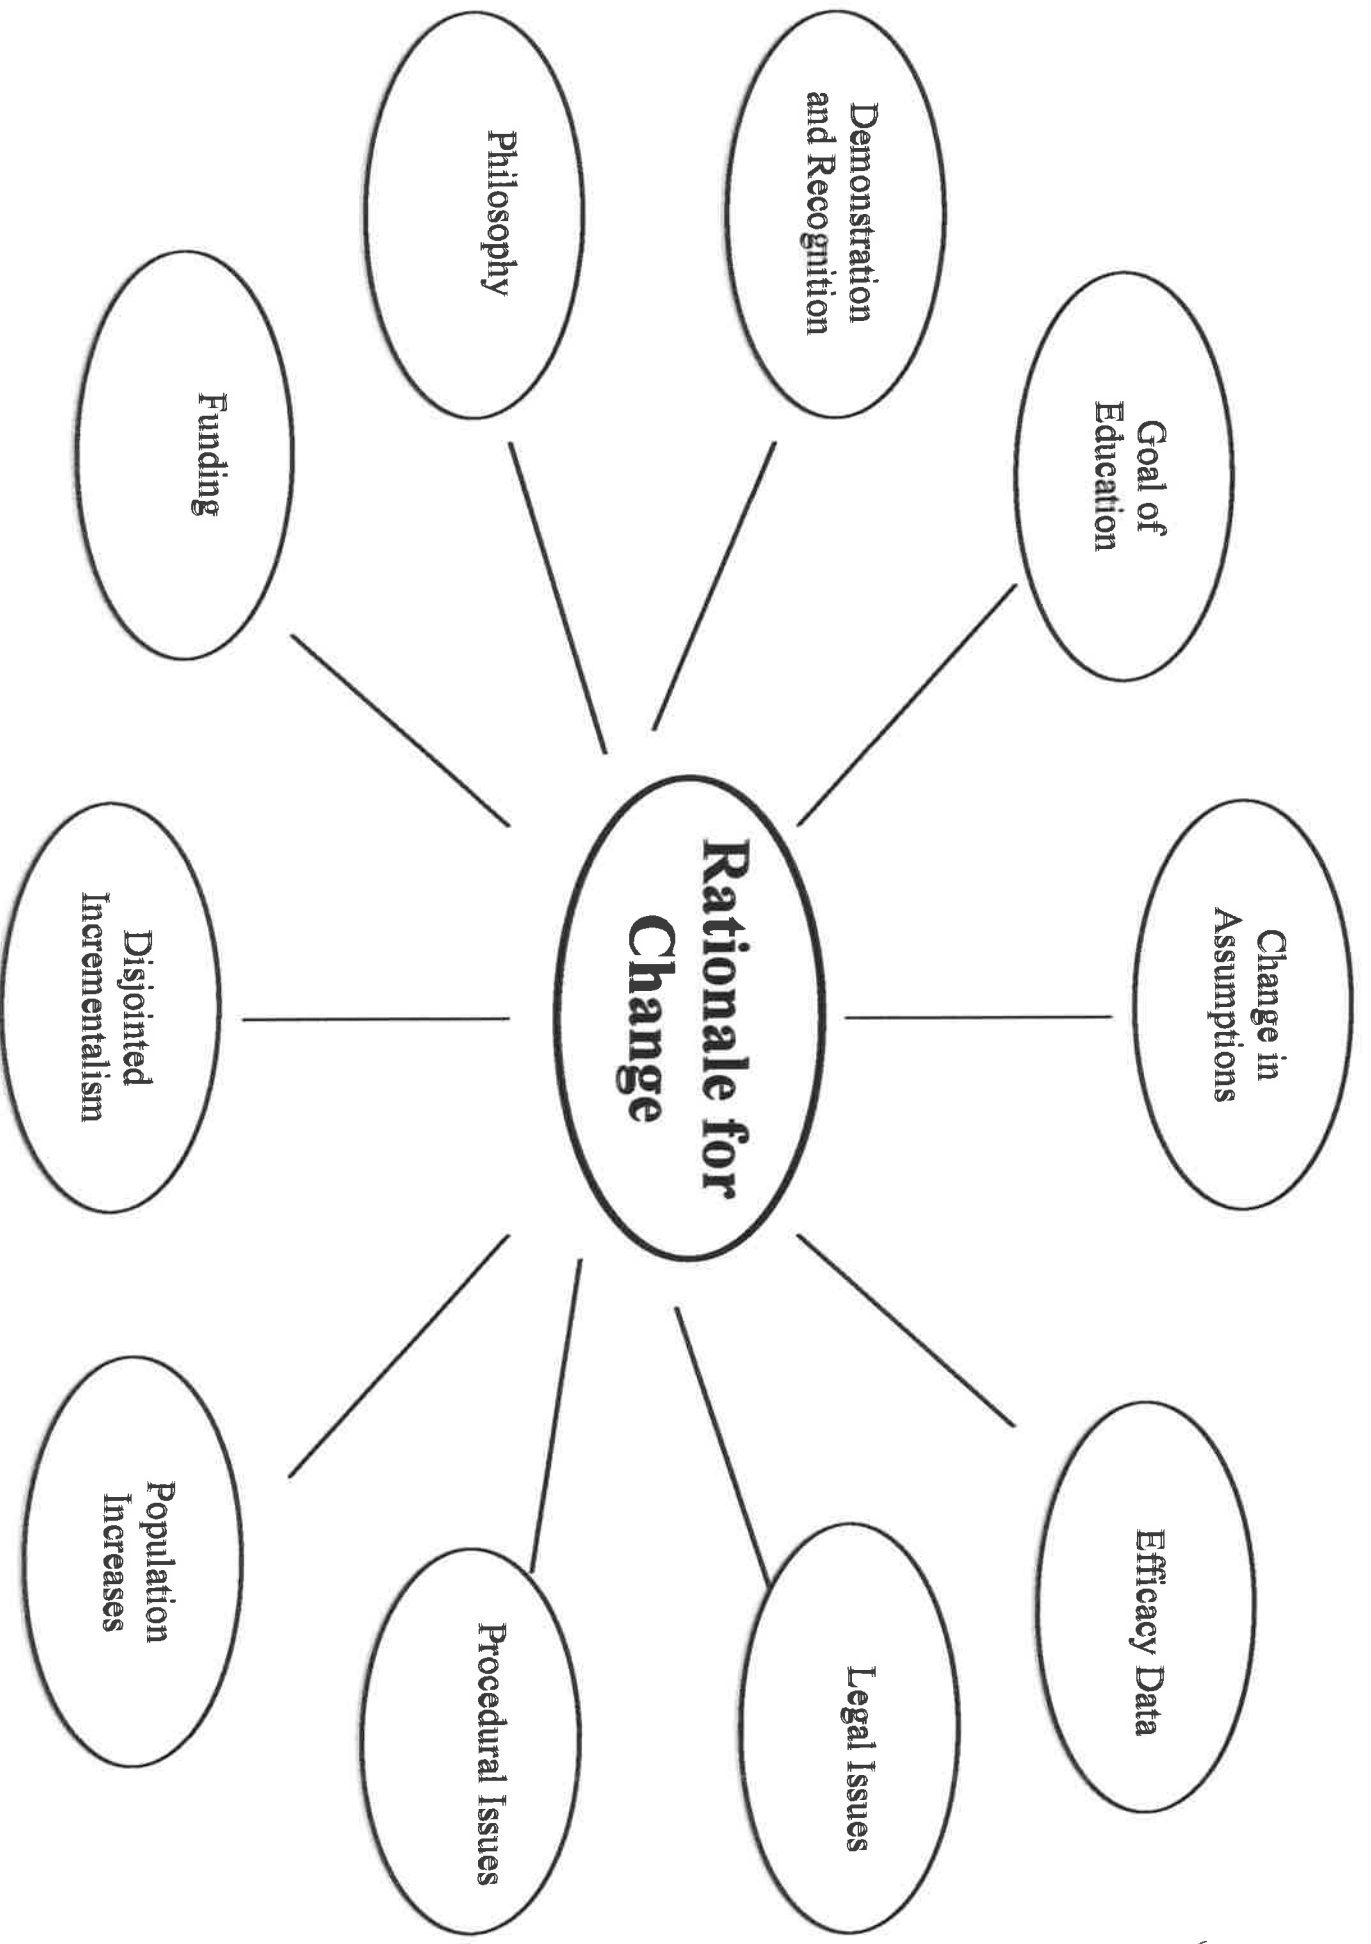 Change in
Assumptions
Goal of
Education
Efficacy Data
Demonstration
and Recognition
Legal Issues
Rationale for
Change
Philosophy
Procedural Issues
Funding
Population
Increases
Disjointed
Incrementalism